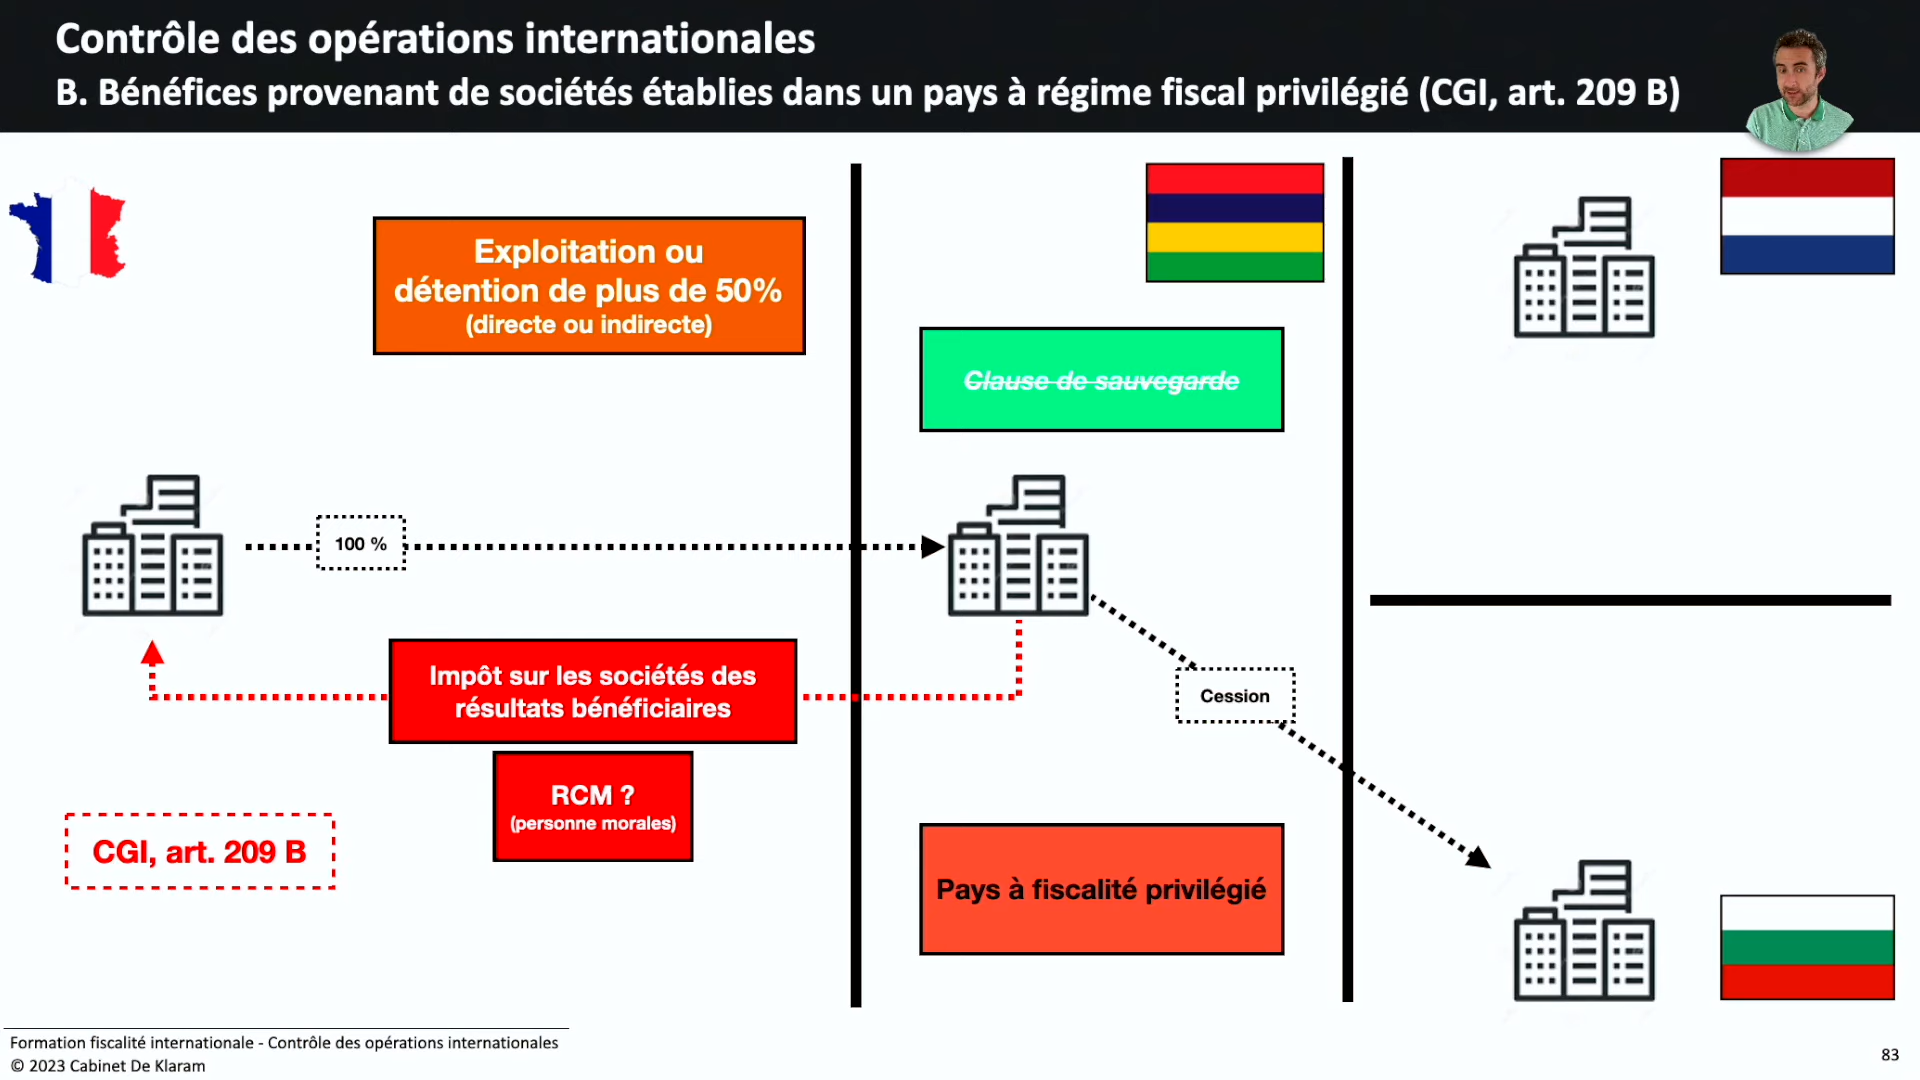 Contrôle des opérations internationales
B. Bénéfices provenant de sociétés établies dans un pays à régime fiscal privilégié (CGI, art. 209 B)
Exploitation ou
détention de plus de 50%
(directe ou indirecte)
Clause de sauvegarde
100 %
Impôt sur les sociétés des
résultats bénéficiaires
Cession
RCM ?
(personne morales)
CGI, art. 209 B
Pays à fiscalité privilégié
Formation fiscalité internationale - Contrôle des opérations internationales
© 2023 Cabinet De Klaram
83